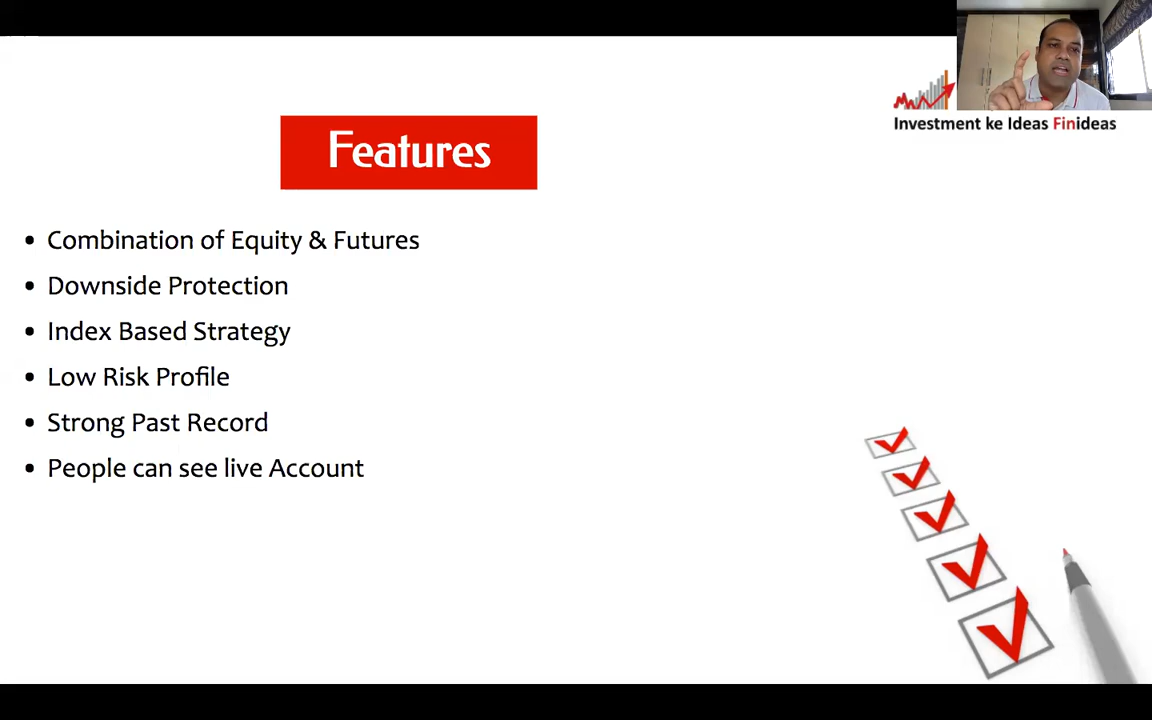 Features
Investment ke Ideas Finideas
• Combination of Equity & Futures
• Downside Protection
• Index Based Strategy
• Low Risk Profile
• Strong Past Record
• People can see live Account